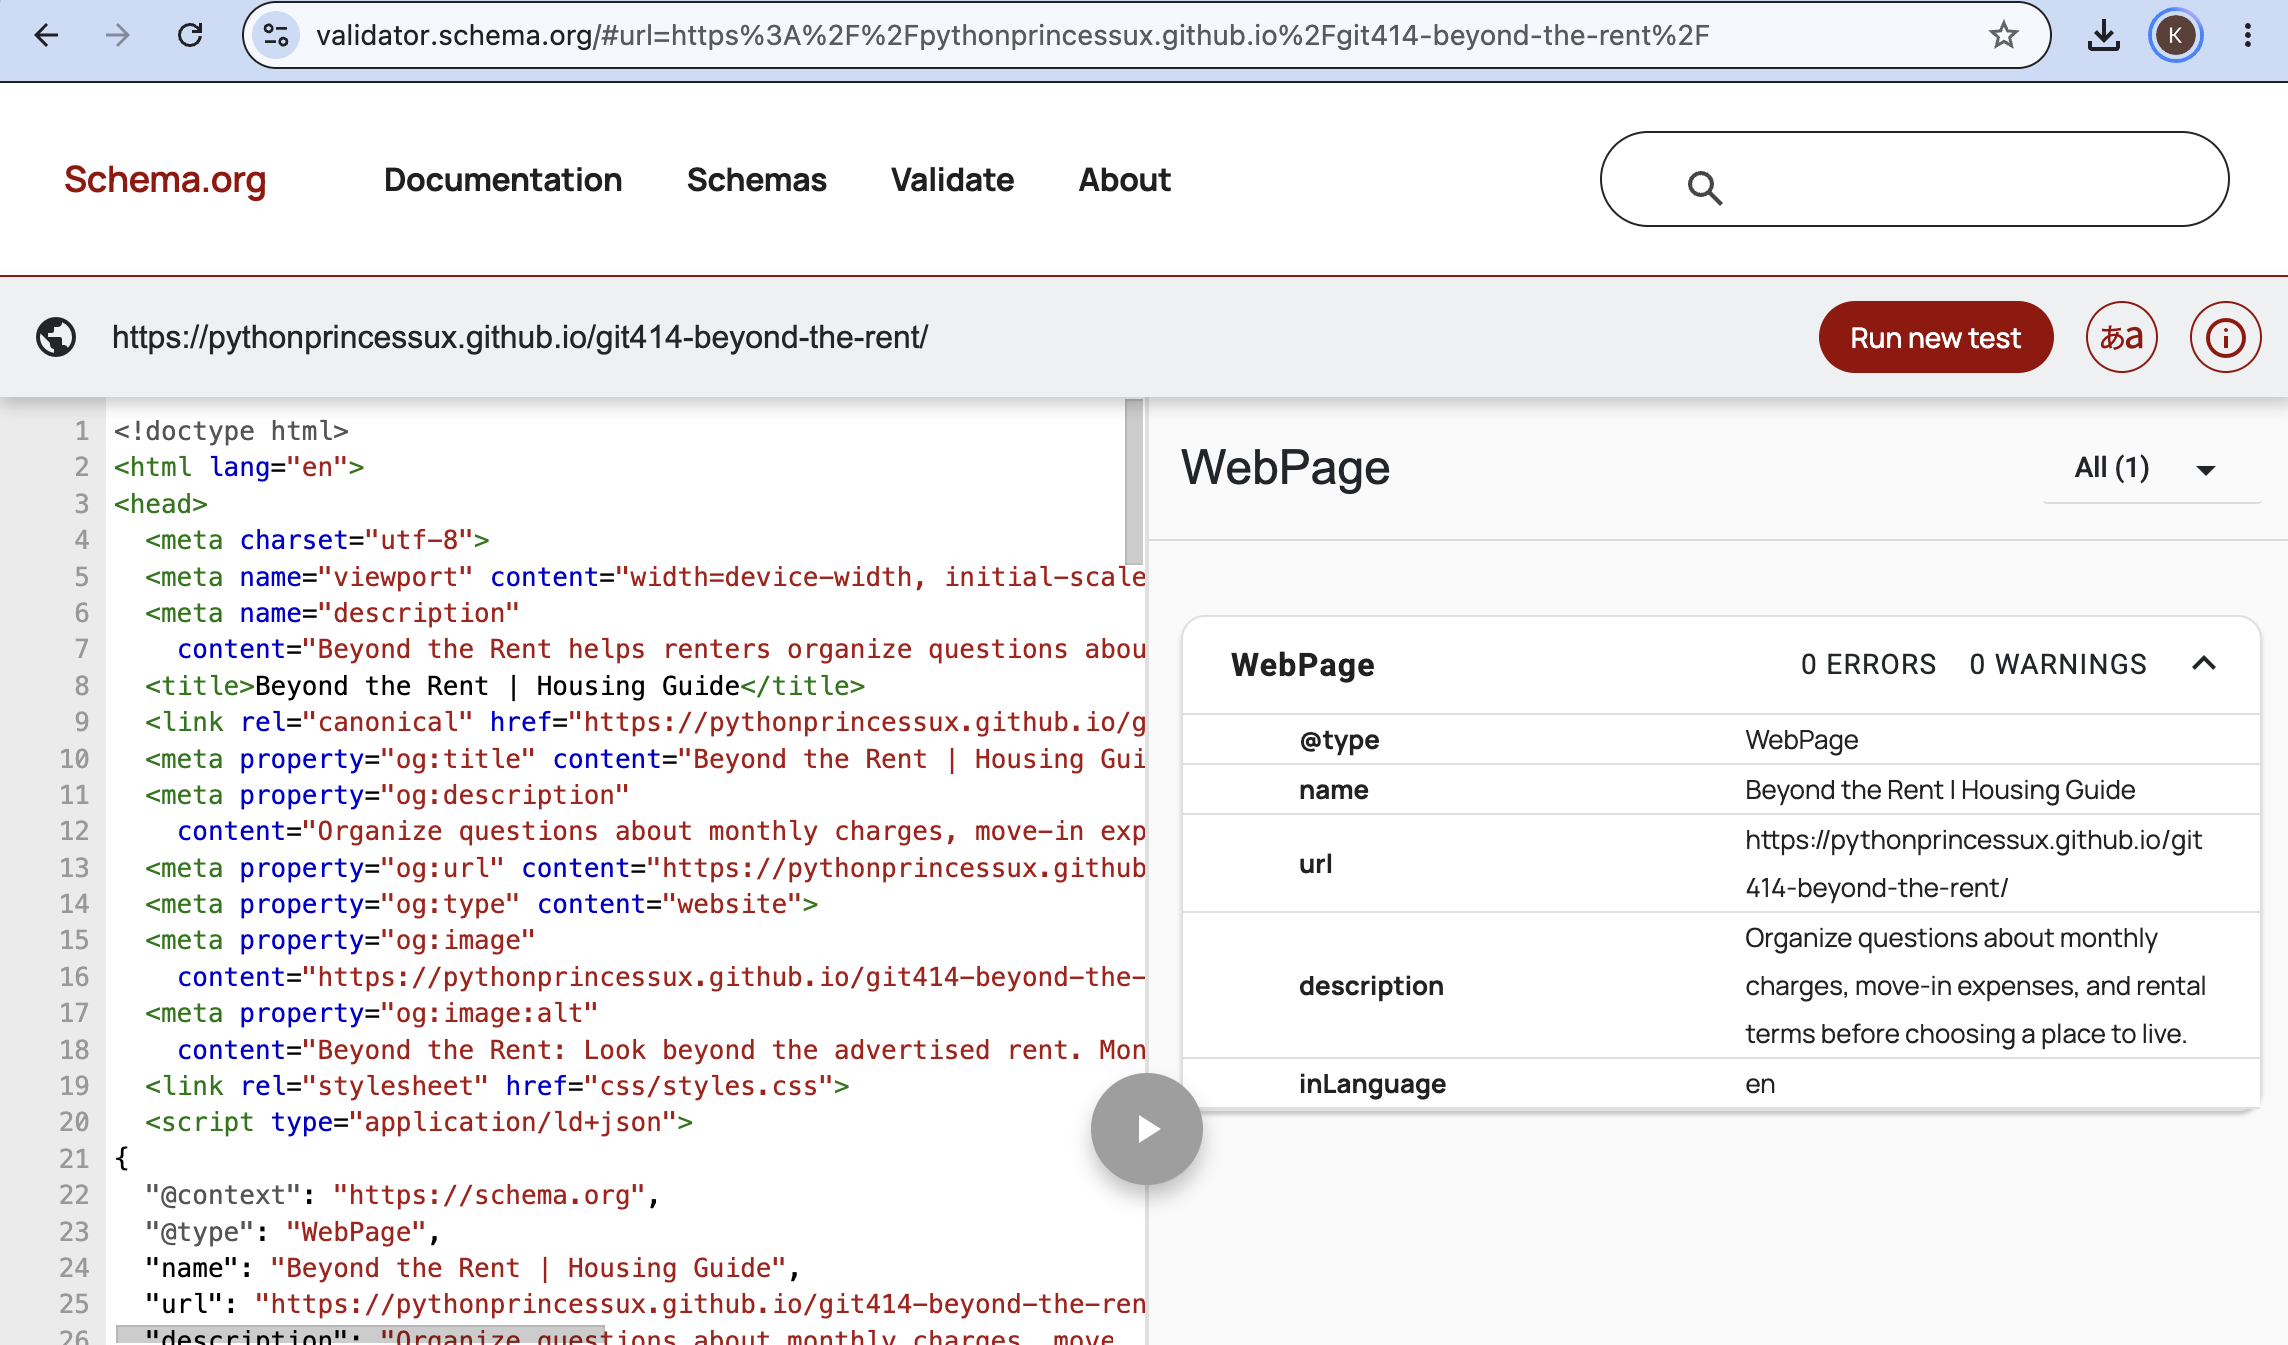 validator.schema.org/#url=https%3A%2F%2Fpythonprincessux.github.io%2Fgit414-beyond-the-rent%2F
K
Schema.org
Documentation
Schemas
Validate
About
https://pythonprincessux.github.io/git414-beyond-the-rent/
Run new test
あa
1 <!doctype html>
2 <html lang="en">
3 <head>
4 <meta charset="utf-8">
5 <meta name="viewport" content="width=device-width, initial-scale
6 <meta name="description"
7 content="Beyond the Rent helps renters organize questions abou
8 <title>Beyond the Rent | Housing Guide</title>
9 <link rel="canonical" href="https://pythonprincessux.github.io/g
10 <meta property="og:title" content="Beyond the Rent | Housing Gui
11 <meta property="og:description"
12 content="Organize questions about monthly charges, move-in exp
13 <meta property="og:url" content="https://pythonprincessux.github
14 <meta property="og:type" content="website">
15 <meta property="og:image"
16 content="https://pythonprincessux.github.io/git414-beyond-the-
17 <meta property="og:image:alt"
18 content="Beyond the Rent: Look beyond the advertised rent. Mon
19 <link rel="stylesheet" href="css/styles.css">
20 <script type="application/ld+json">
21 {
22 "@context": "https://schema.org",
23 "@type": "WebPage",
24 "name": "Beyond the Rent | Housing Guide",
25 "url": "https://pythonprincessux.github.io/git414-beyond-the-ren
26 "description": "Organize questions about monthly charges, move
WebPage
All (1)
WebPage 0 ERRORS 0 WARNINGS
@type WebPage
name Beyond the Rent | Housing Guide
url https://pythonprincessux.github.io/git
414-beyond-the-rent/
description Organize questions about monthly
charges, move-in expenses, and rental
terms before choosing a place to live.
inLanguage en